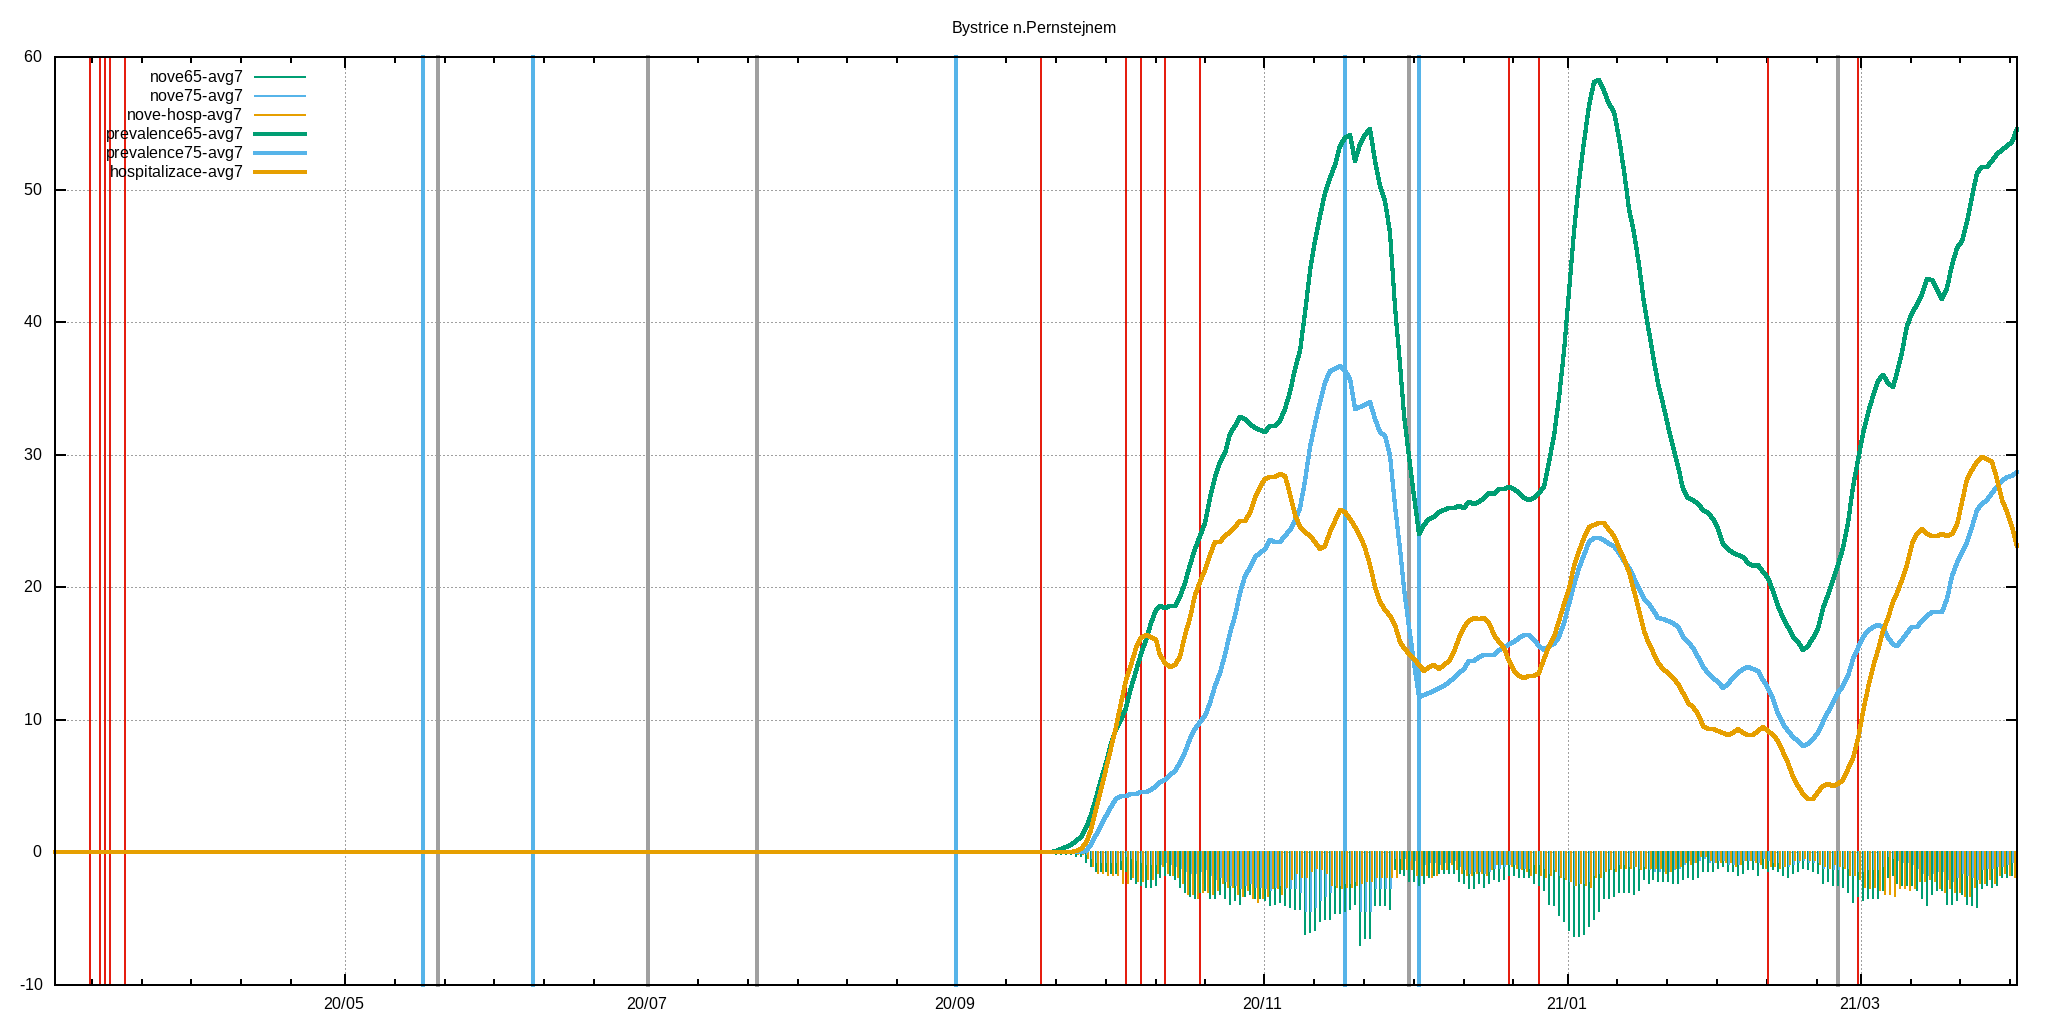 Bystrice n.Pernstejnem
60
50
40
30
20
10
0
-10
nove65-avg7
nove75-avg7
nove-hosp-avg7
prevalence65-avg7
prevalence75-avg7
hospitalizace-avg7
20/05
20/07
20/09
20/11
21/01
21/03